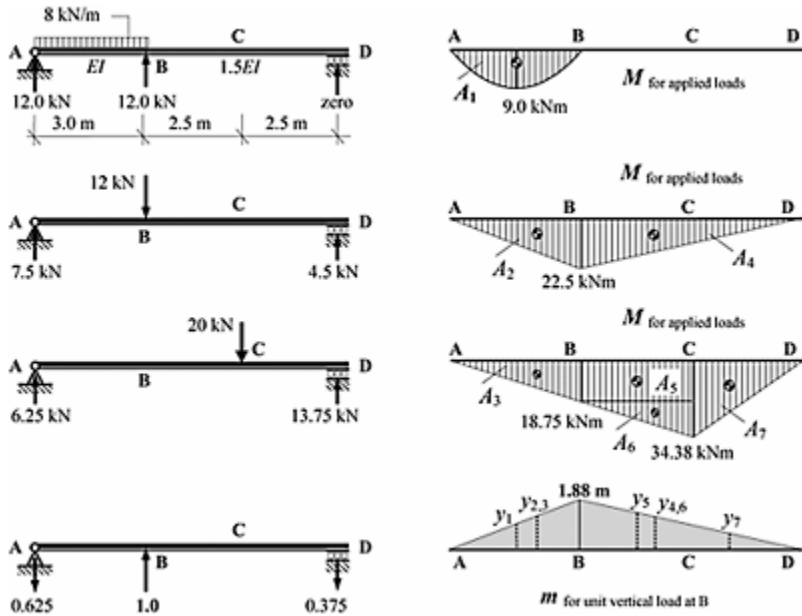 8 kN/m
A
C
D
EI
B
1.5EI
12.0 kN
12.0 kN
zero
3.0 m
2.5 m
2.5 m
A
B
C
D
A1
9.0 kNm
M for applied loads
12 kN
A
C
D
B
7.5 kN
4.5 kN
M for applied loads
A
B
C
D
A2
A4
22.5 kNm
20 kN
C
A
D
B
6.25 kN
13.75 kN
M for applied loads
A
B
C
D
A3
A5
18.75 kNm
A6
A7
34.38 kNm
A
C
D
B
0.625
1.0
0.375
1.88 m
y1
y2,3
y5
y4,6
y7
A
B
C
D
m for unit vertical load at B